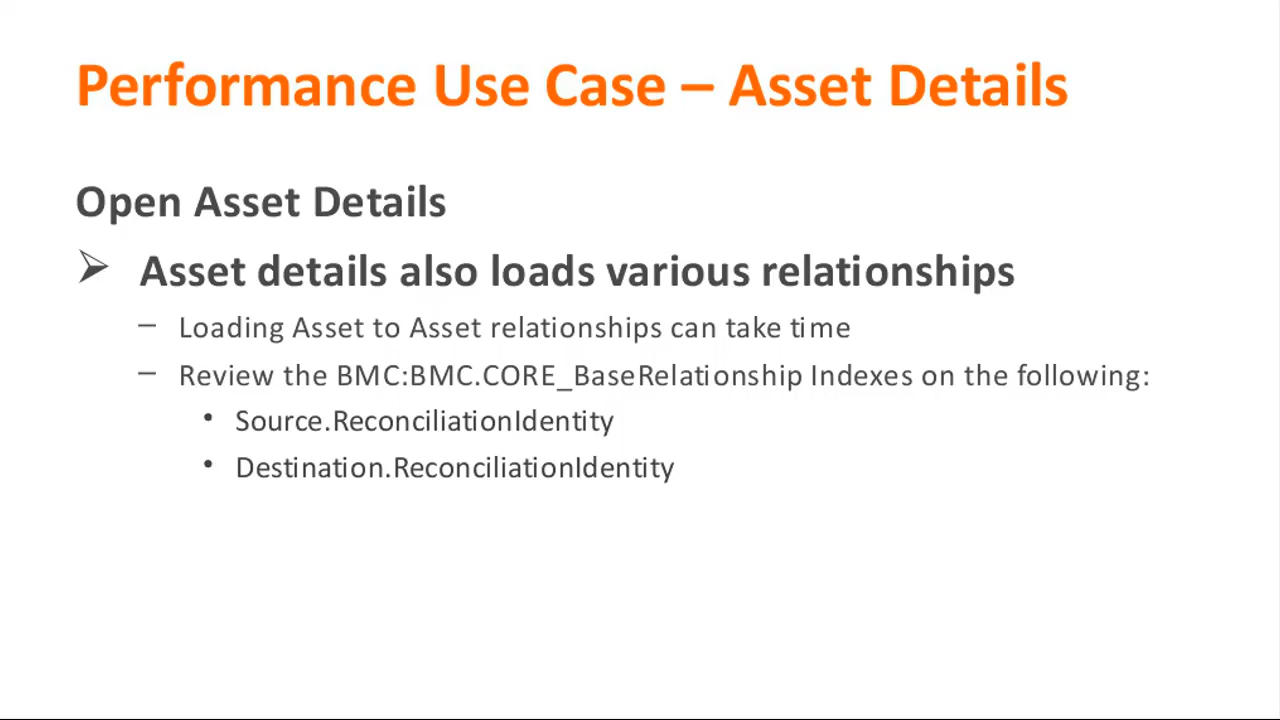 Performance Use Case – Asset Details
Open Asset Details
➢ Asset details also loads various relationships
– Loading Asset to Asset relationships can take time
– Review the BMC:BMC.CORE_BaseRelationship Indexes on the following:
• Source.ReconciliationIdentity
• Destination.ReconciliationIdentity